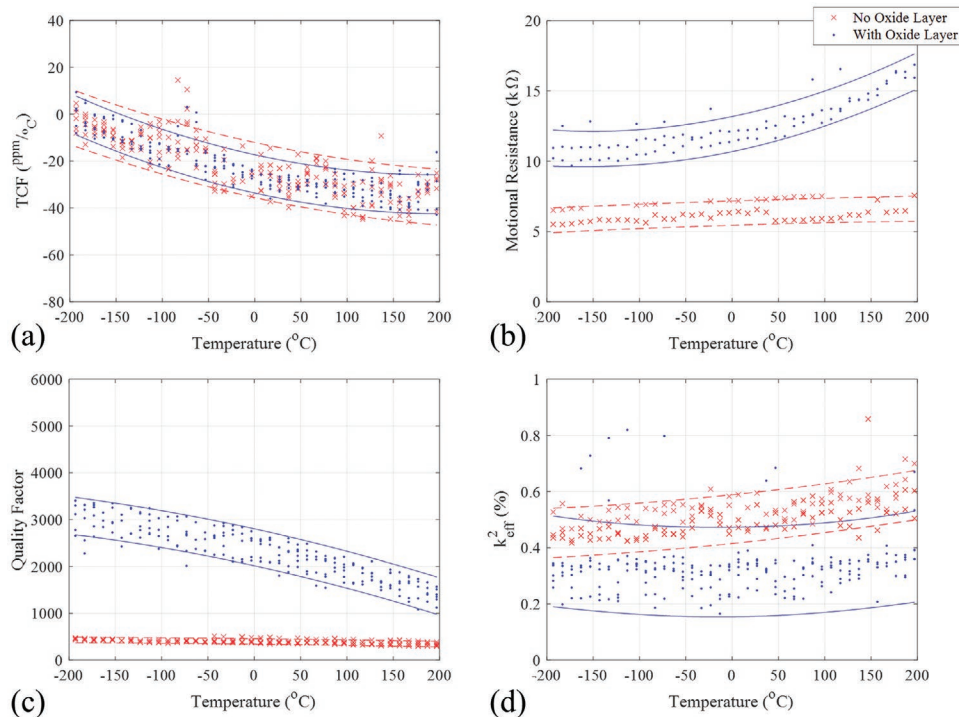 No Oxide Layer
With Oxide Layer
40
20
0
-20
-40
-60
-80
TCF (ppm/°C)
-200 -150 -100 -50 0 50 100 150 200
Temperature (°C)
(a)
20
15
10
5
0
Motional Resistance (kΩ)
-200 -150 -100 -50 0 50 100 150 200
Temperature (°C)
(b)
6000
5000
4000
3000
2000
1000
0
Quality Factor
-200 -150 -100 -50 0 50 100 150 200
Temperature (°C)
(c)
1
0.8
0.6
0.4
0.2
0
k²eff (%)
-200 -150 -100 -50 0 50 100 150 200
Temperature (°C)
(d)